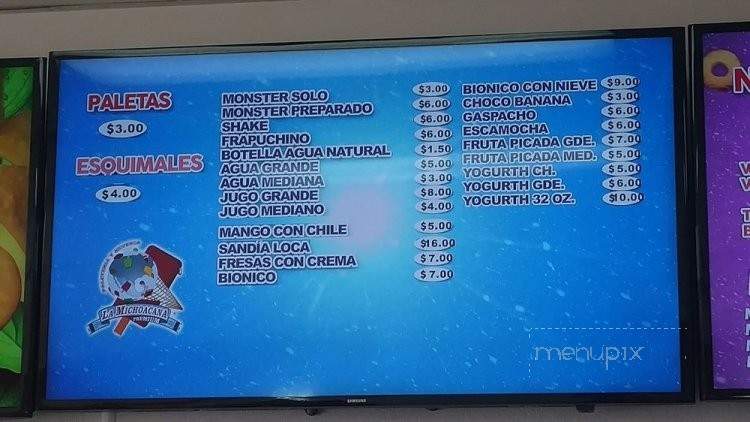 PALETAS
$3.00
ESQUIMALES
$4.00
LA MICHOACANA
PREMIUM
MONSTER SOLO $3.00
MONSTER PREPARADO $6.00
SHAKE $6.00
FRAPUCHINO $6.00
BOTELLA AGUA NATURAL $1.50
AGUA GRANDE $5.00
AGUA MEDIANA $3.00
JUGO GRANDE $8.00
JUGO MEDIANO $4.00
MANGO CON CHILE $5.00
SANDÍA LOCA $16.00
FRESAS CON CREMA $7.00
BIONICO $7.00
BIONICO CON NIEVE $9.00
CHOCO BANANA $3.00
GASPACHO $6.00
ESCAMOCHA $6.00
FRUTA PICADA GDE. $7.00
FRUTA PICADA MED. $5.00
YOGURTH CH. $5.00
YOGURTH GDE. $6.00
YOGURTH 32 OZ. $10.00
menupix
SAMSUNG